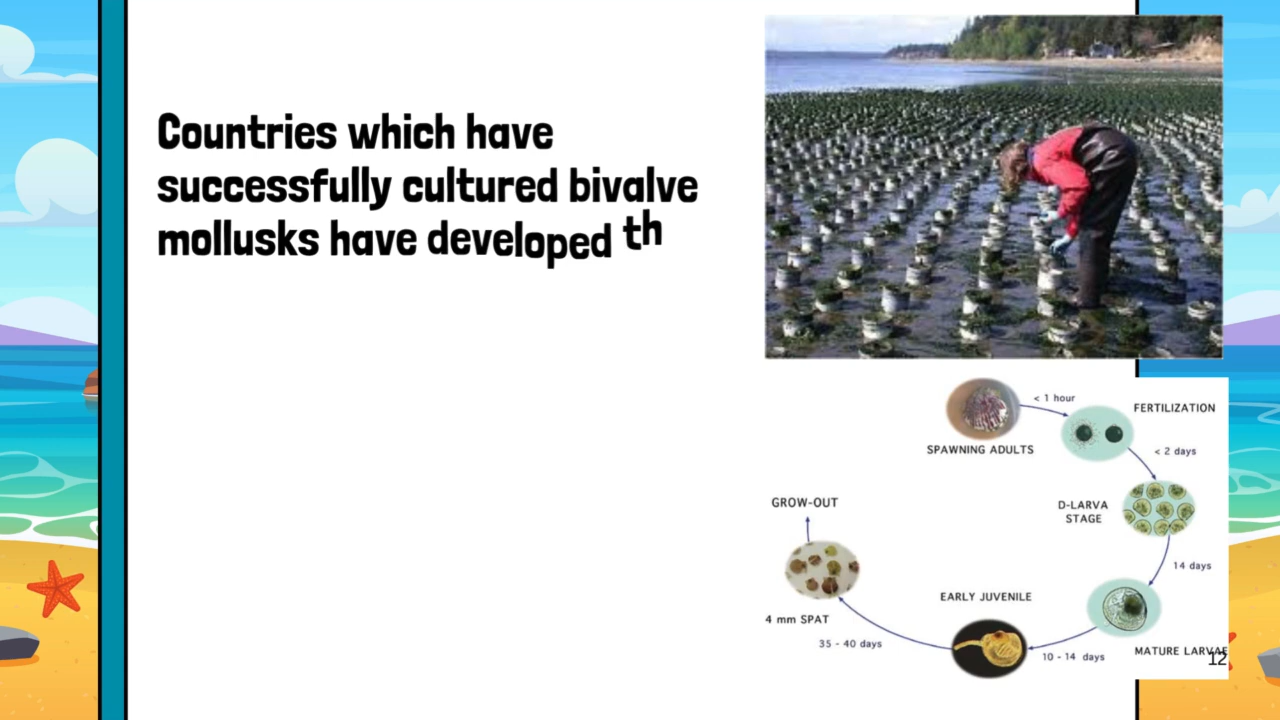 Countries which have
successfully cultured bivalve
mollusks have developed th
< 1 hour
FERTILIZATION
SPAWNING ADULTS
< 2 days
GROW-OUT
D-LARVA
STAGE
14 days
EARLY JUVENILE
4 mm SPAT
35 - 40 days
10 - 14 days
MATURE LARVAE
12